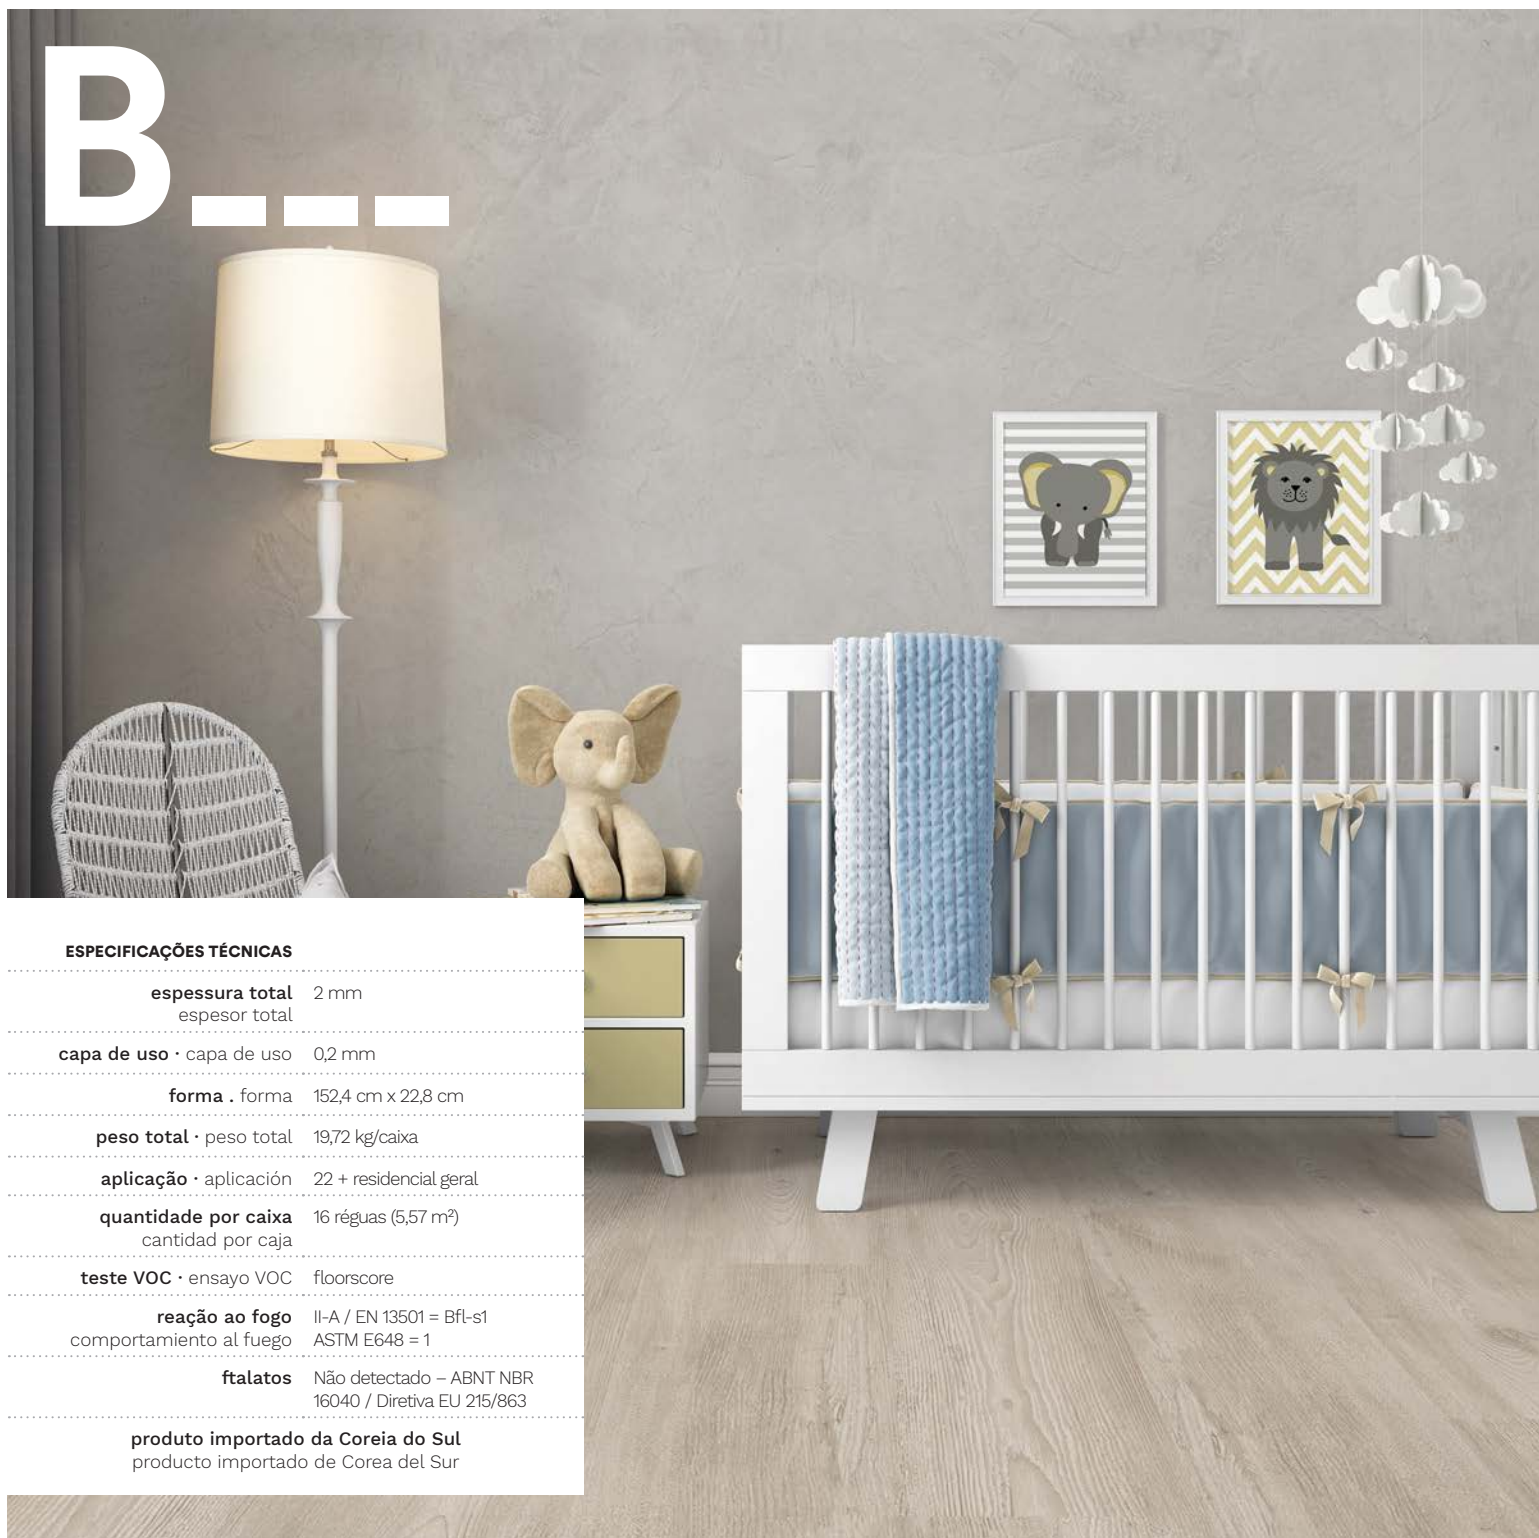 B___
ESPECIFICAÇÕES TÉCNICAS
espessura total 2 mm
espesor total
capa de uso · capa de uso 0,2 mm
forma . forma 152,4 cm x 22,8 cm
peso total · peso total 19,72 kg/caixa
aplicação · aplicación 22 + residencial geral
quantidade por caixa 16 réguas (5,57 m²)
cantidad por caja
teste VOC · ensayo VOC floorscore
reação ao fogo II-A / EN 13501 = Bfl-s1
comportamiento al fuego ASTM E648 = 1
ftalatos Não detectado – ABNT NBR
16040 / Diretiva EU 215/863
produto importado da Coreia do Sul
producto importado de Corea del Sur